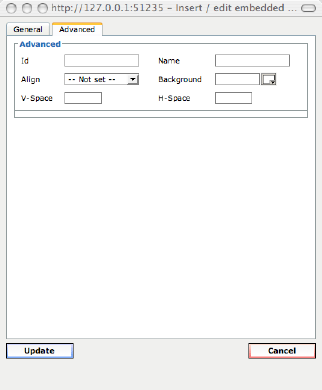 http://127.0.0.1:51235 – Insert / edit embedded ...
General Advanced
Advanced
Id Name
Align -- Not set -- Background
V-Space H-Space
Update Cancel